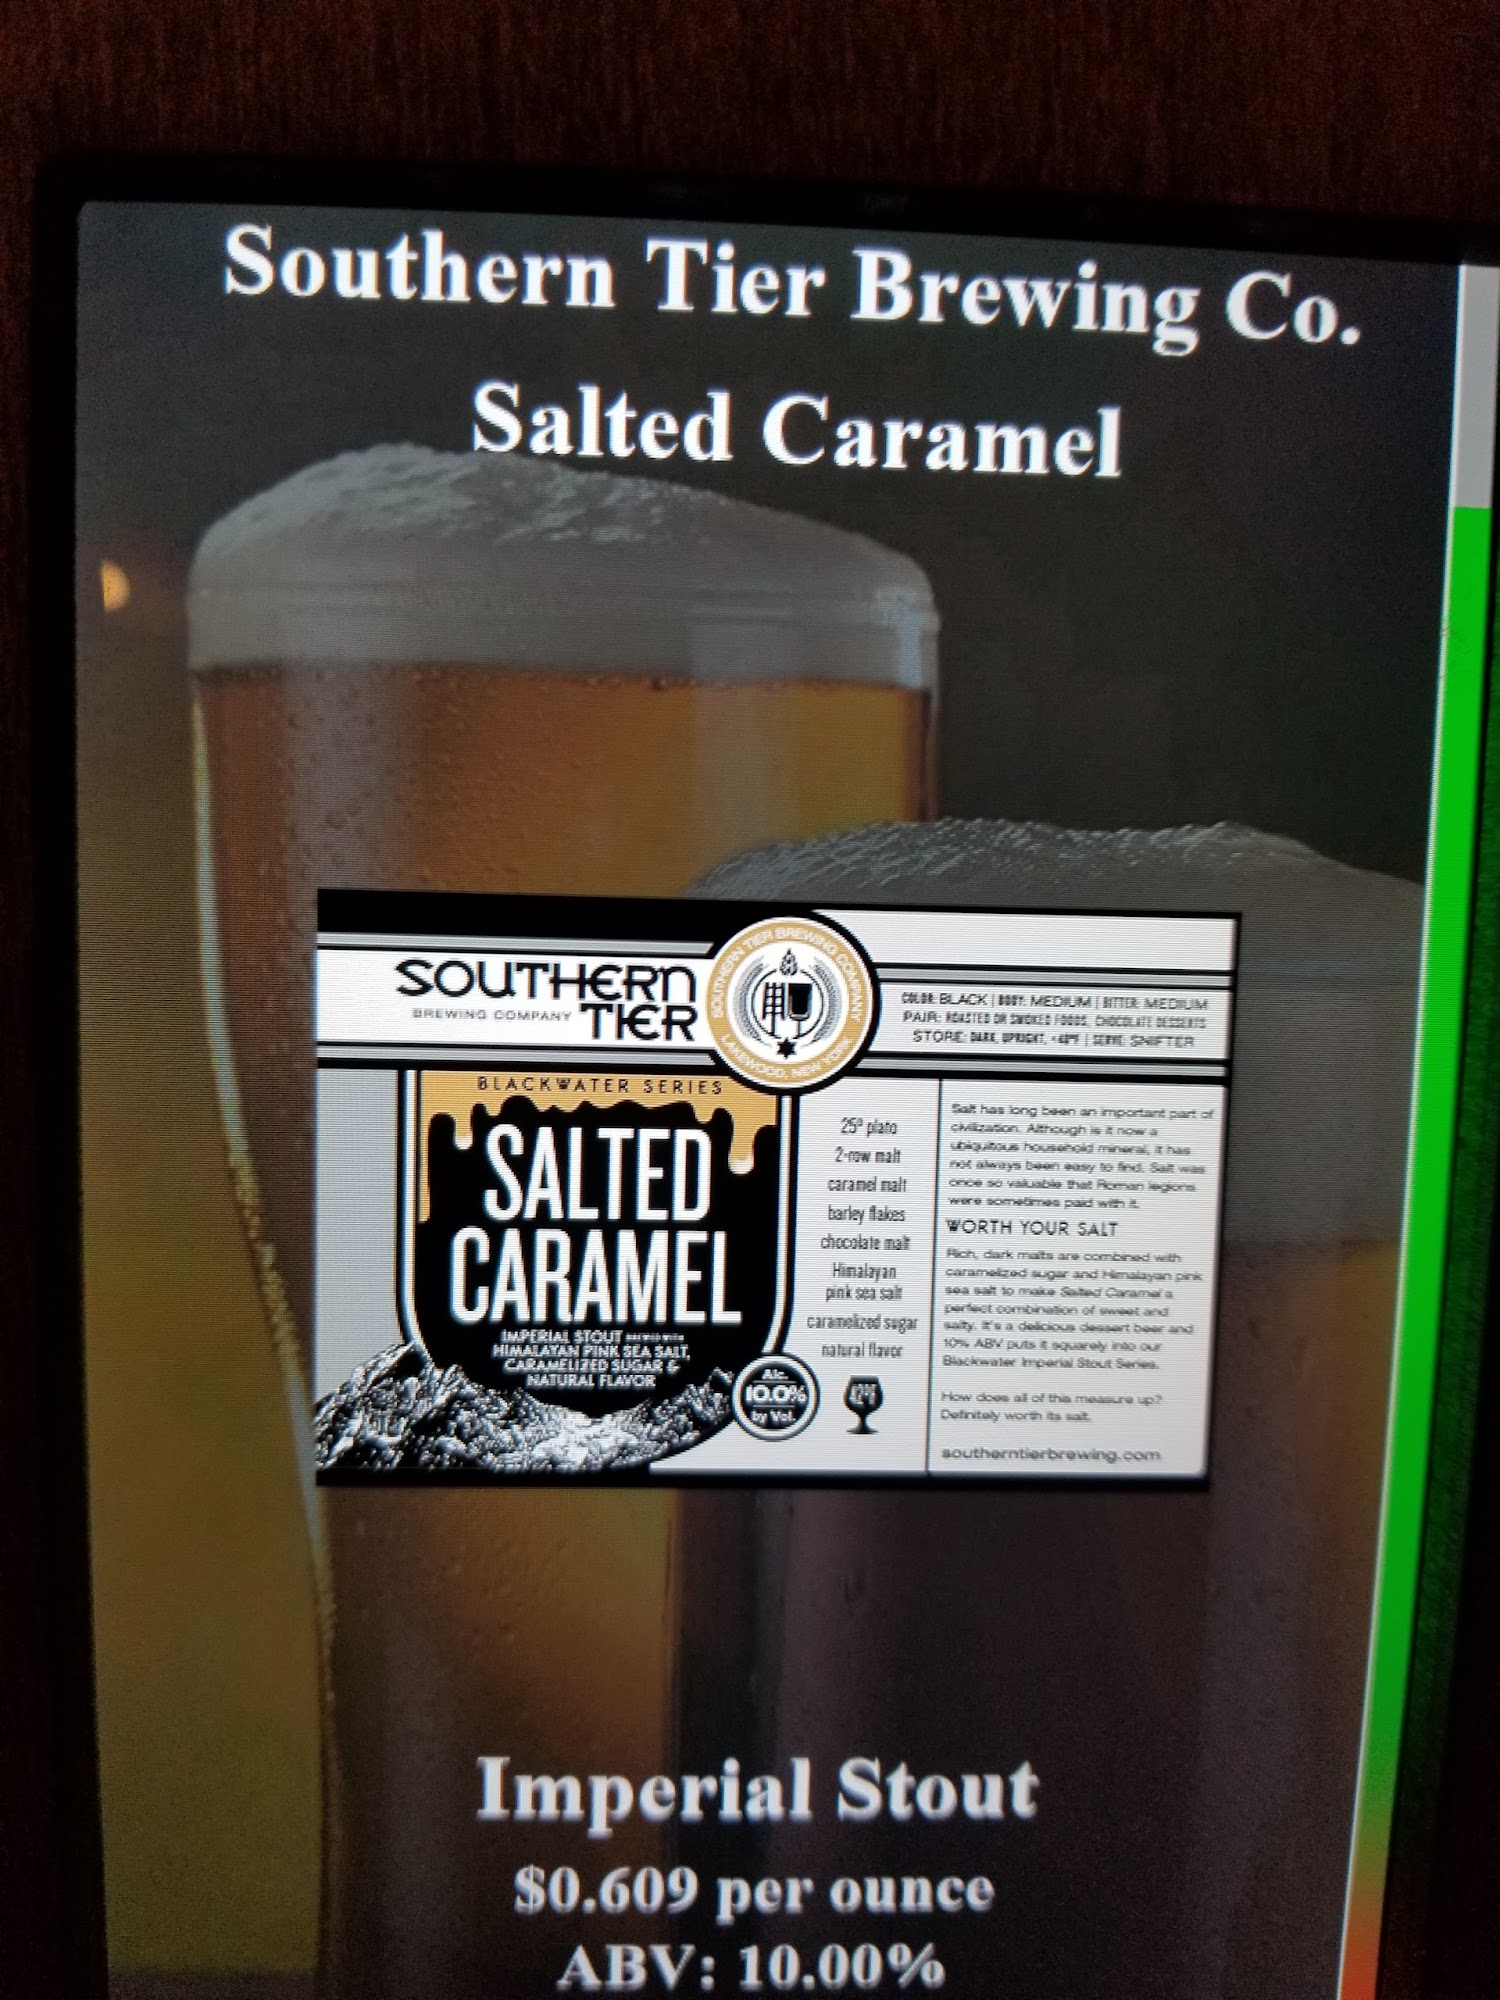 Southern Tier Brewing Co.
Salted Caramel
SOUTHERN
BREWING COMPANY TIER
SOUTHERN TIER BREWING COMPANY
LAKEWOOD, NEW YORK
COLOR: BLACK | BODY: MEDIUM | BITTER: MEDIUM
PAIR: ROASTED OR SMOKED FOODS, CHOCOLATE DESSERTS
STORE: DARK, UPRIGHT, <48°F | SERVE: SNIFTER
BLACKWATER SERIES
SALTED
CARAMEL
IMPERIAL STOUT BREWED WITH
HIMALAYAN PINK SEA SALT,
CARAMELIZED SUGAR &
NATURAL FLAVOR
Alc.
10.0%
by Vol.
25° plato
2-row malt
caramel malt
barley flakes
chocolate malt
Himalayan
pink sea salt
caramelized sugar
natural flavor
Salt has long been an important part of
civilization. Although is it now a
ubiquitous household mineral, it has
not always been easy to find. Salt was
once so valuable that Roman legions
were sometimes paid with it.
WORTH YOUR SALT
Rich, dark malts are combined with
caramelized sugar and Himalayan pink
sea salt to make Salted Caramel a
perfect combination of sweet and
salty. It's a delicious dessert beer and
10% ABV puts it squarely into our
Blackwater Imperial Stout Series.
How does all of this measure up?
Definitely worth its salt.
southerntierbrewing.com
Imperial Stout
$0.609 per ounce
ABV: 10.00%